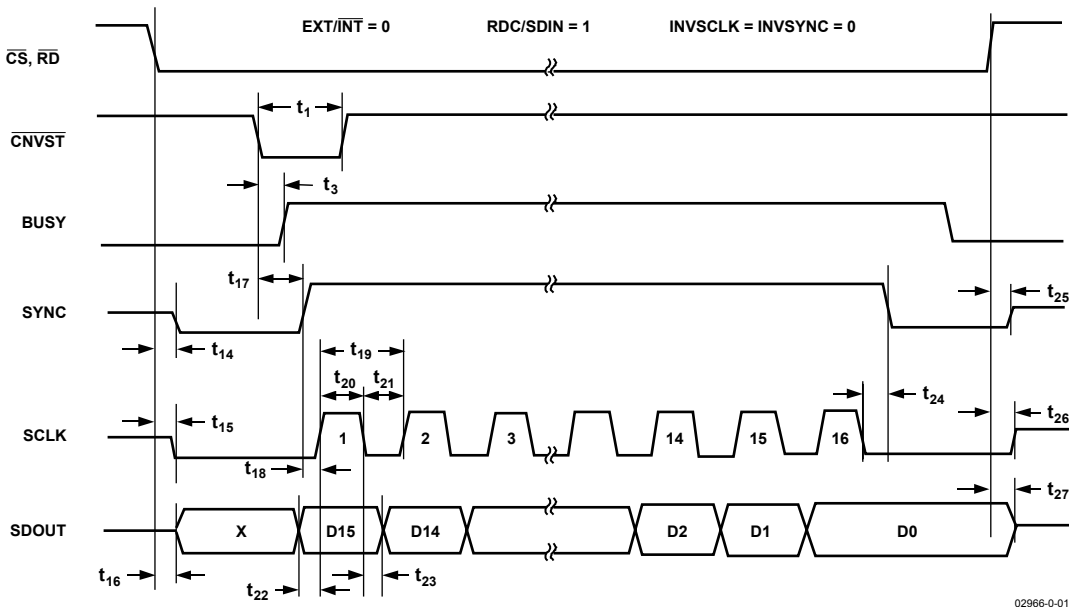 EXT/INT = 0 RDC/SDIN = 1 INVSCLK = INVSYNC = 0
CS, RD
t1
CNVST
t3
BUSY
t17
SYNC
t25
t14
t19
t20 t21
t24
t15
t26
SCLK
1 2 3 14 15 16
t18
t27
SDOUT
X D15 D14 D2 D1 D0
t16
t22
t23
02966-0-01